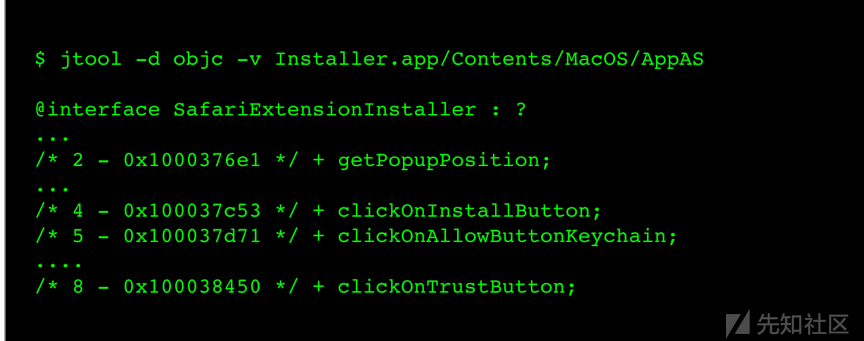 $ jtool -d objc -v Installer.app/Contents/MacOS/AppAS
@interface SafariExtensionInstaller : ?
...
/* 2 - 0x1000376e1 */ + getPopupPosition;
...
/* 4 - 0x100037c53 */ + clickOnInstallButton;
/* 5 - 0x100037d71 */ + clickOnAllowButtonKeychain;
....
/* 8 - 0x100038450 */ + clickOnTrustButton;
先知社区